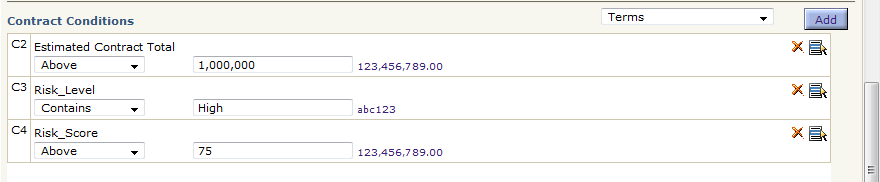 Contract Conditions Terms Add
C2 Estimated Contract Total
Above 1,000,000 123,456,789.00
C3 Risk_Level
Contains High abc123
C4 Risk_Score
Above 75 123,456,789.00